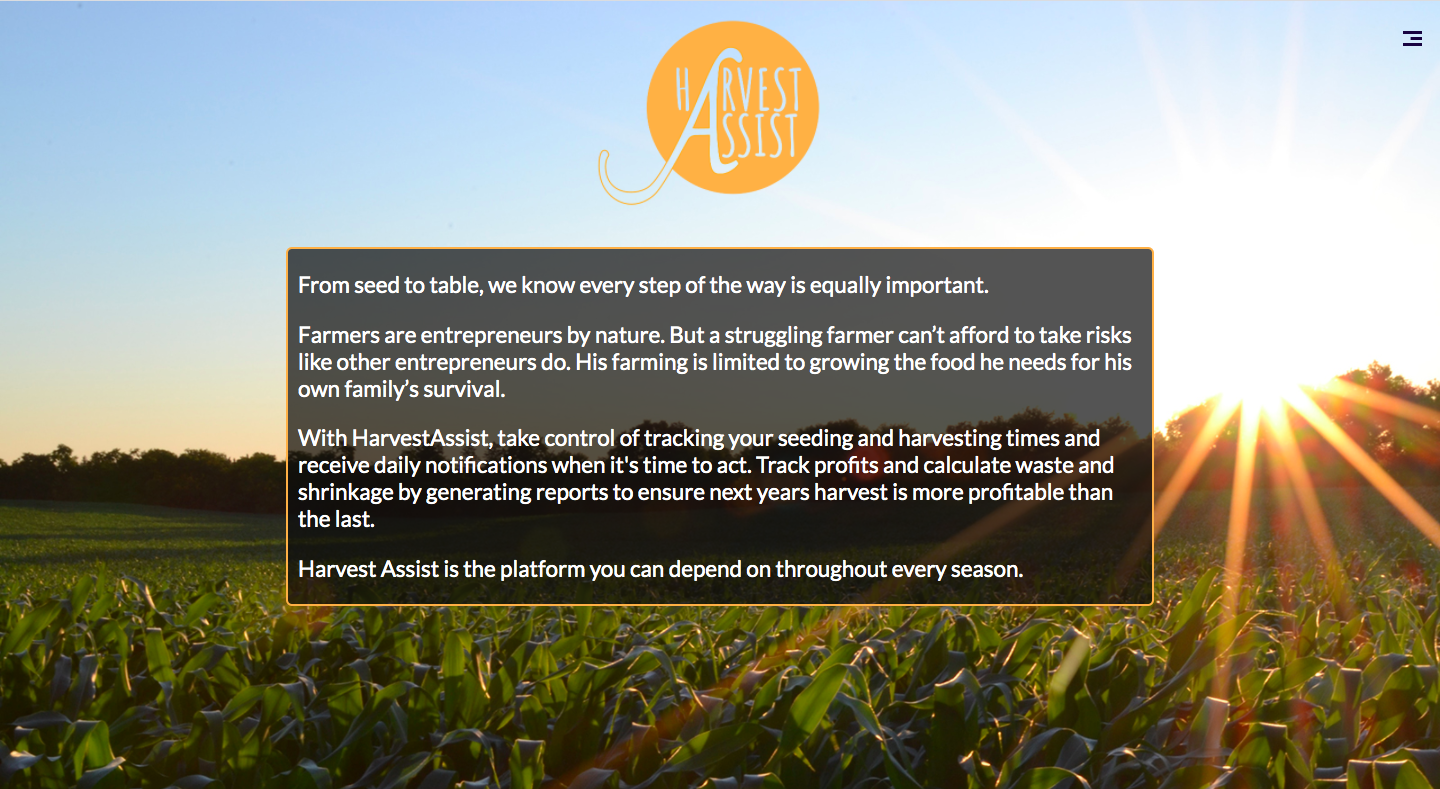 HARVEST
ASSIST
From seed to table, we know every step of the way is equally important.
Farmers are entrepreneurs by nature. But a struggling farmer can’t afford to take risks
like other entrepreneurs do. His farming is limited to growing the food he needs for his
own family’s survival.
With HarvestAssist, take control of tracking your seeding and harvesting times and
receive daily notifications when it's time to act. Track profits and calculate waste and
shrinkage by generating reports to ensure next years harvest is more profitable than
the last.
Harvest Assist is the platform you can depend on throughout every season.